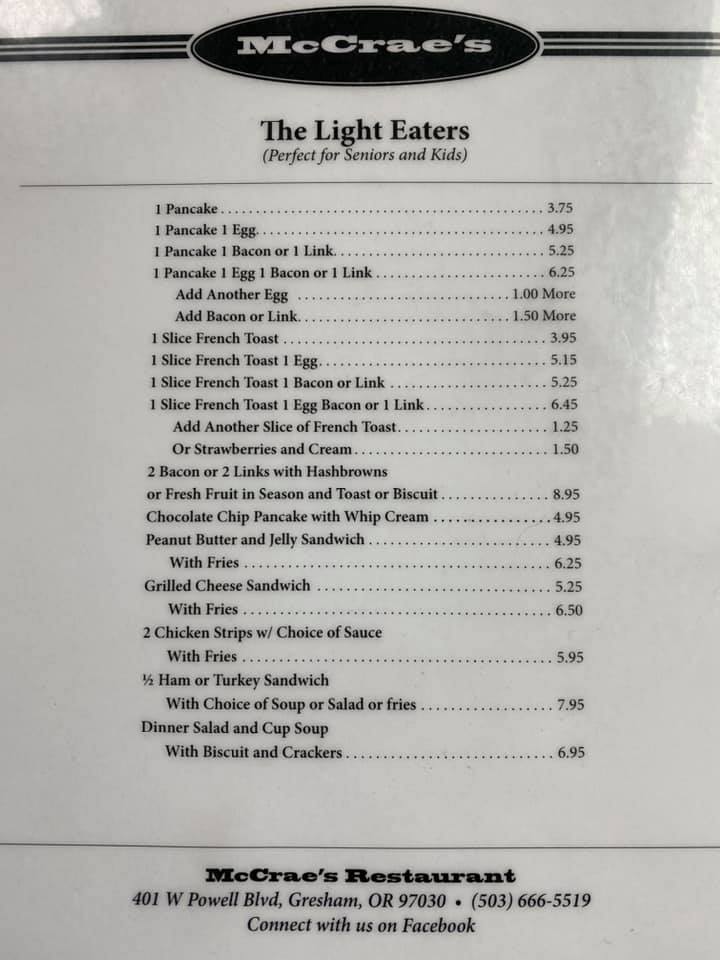 McCrae's
The Light Eaters
(Perfect for Seniors and Kids)
1 Pancake 3.75
1 Pancake 1 Egg. 4.95
1 Pancake 1 Bacon or 1 Link. 5.25
1 Pancake 1 Egg 1 Bacon or 1 Link 6.25
Add Another Egg 1.00 More
Add Bacon or Link. 1.50 More
1 Slice French Toast 3.95
1 Slice French Toast 1 Egg. 5.15
1 Slice French Toast 1 Bacon or Link 5.25
1 Slice French Toast 1 Egg Bacon or 1 Link. 6.45
Add Another Slice of French Toast. 1.25
Or Strawberries and Cream. 1.50
2 Bacon or 2 Links with Hashbrowns
or Fresh Fruit in Season and Toast or Biscuit 8.95
Chocolate Chip Pancake with Whip Cream 4.95
Peanut Butter and Jelly Sandwich 4.95
With Fries 6.25
Grilled Cheese Sandwich 5.25
With Fries 6.50
2 Chicken Strips w/ Choice of Sauce
With Fries 5.95
½ Ham or Turkey Sandwich
With Choice of Soup or Salad or fries 7.95
Dinner Salad and Cup Soup
With Biscuit and Crackers 6.95
McCrae's Restaurant
401 W Powell Blvd, Gresham, OR 97030 • (503) 666-5519
Connect with us on Facebook